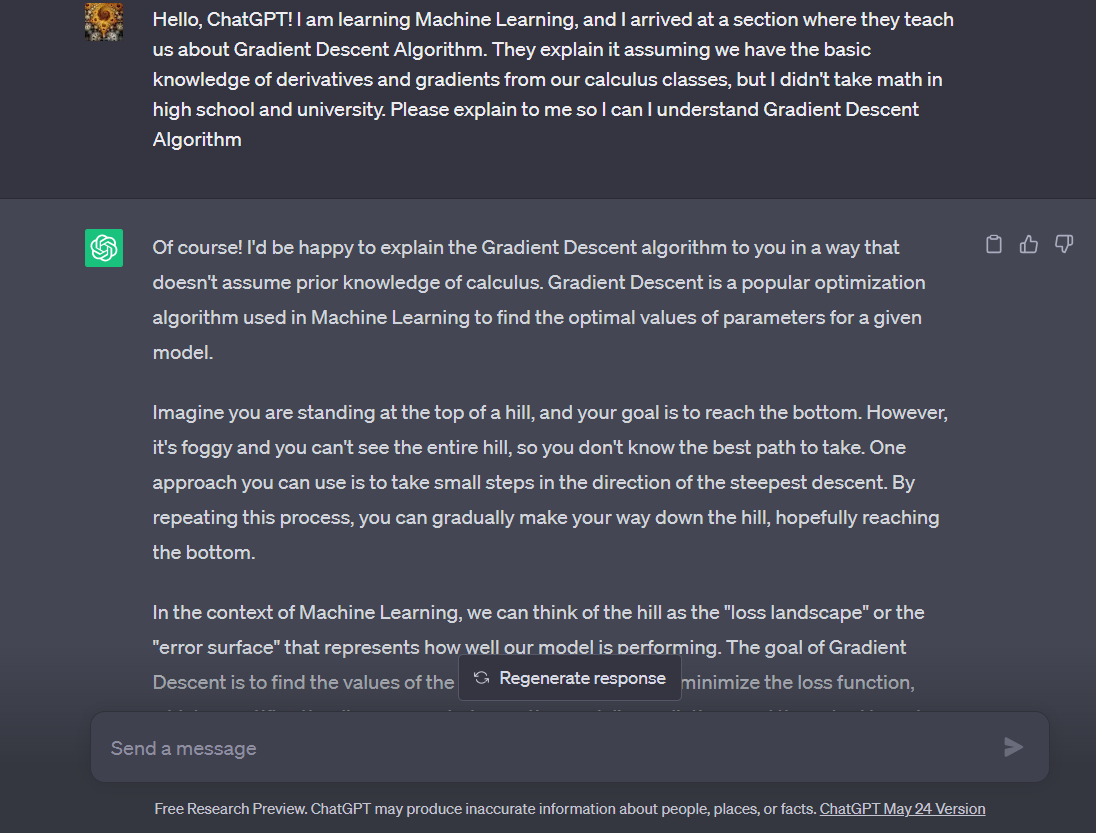 Hello, ChatGPT! I am learning Machine Learning, and I arrived at a section where they teach
us about Gradient Descent Algorithm. They explain it assuming we have the basic
knowledge of derivatives and gradients from our calculus classes, but I didn't take math in
high school and university. Please explain to me so I can I understand Gradient Descent
Algorithm
Of course! I'd be happy to explain the Gradient Descent algorithm to you in a way that
doesn't assume prior knowledge of calculus. Gradient Descent is a popular optimization
algorithm used in Machine Learning to find the optimal values of parameters for a given
model.
Imagine you are standing at the top of a hill, and your goal is to reach the bottom. However,
it's foggy and you can't see the entire hill, so you don't know the best path to take. One
approach you can use is to take small steps in the direction of the steepest descent. By
repeating this process, you can gradually make your way down the hill, hopefully reaching
the bottom.
In the context of Machine Learning, we can think of the hill as the "loss landscape" or the
"error surface" that represents how well our model is performing. The goal of Gradient
Descent is to find the values of the minimize the loss function,
Regenerate response
Send a message
Free Research Preview. ChatGPT may produce inaccurate information about people, places, or facts. ChatGPT May 24 Version